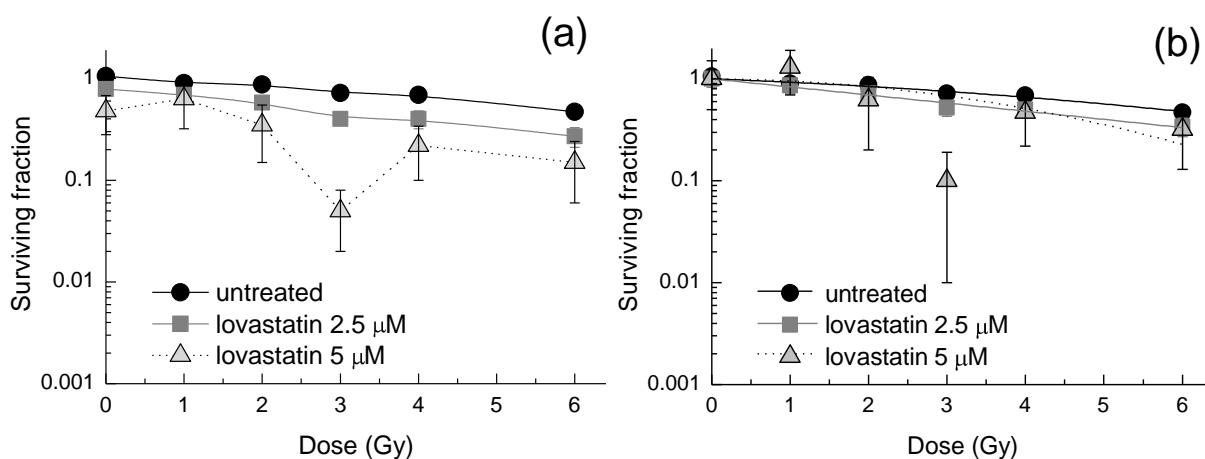 (a)
1
0.1
0.01
0.001
Surviving fraction
untreated
lovastatin 2.5 μM
lovastatin 5 μM
0 1 2 3 4 5 6
Dose (Gy)
(b)
1
0.1
0.01
0.001
Surviving fraction
untreated
lovastatin 2.5 μM
lovastatin 5 μM
0 1 2 3 4 5 6
Dose (Gy)